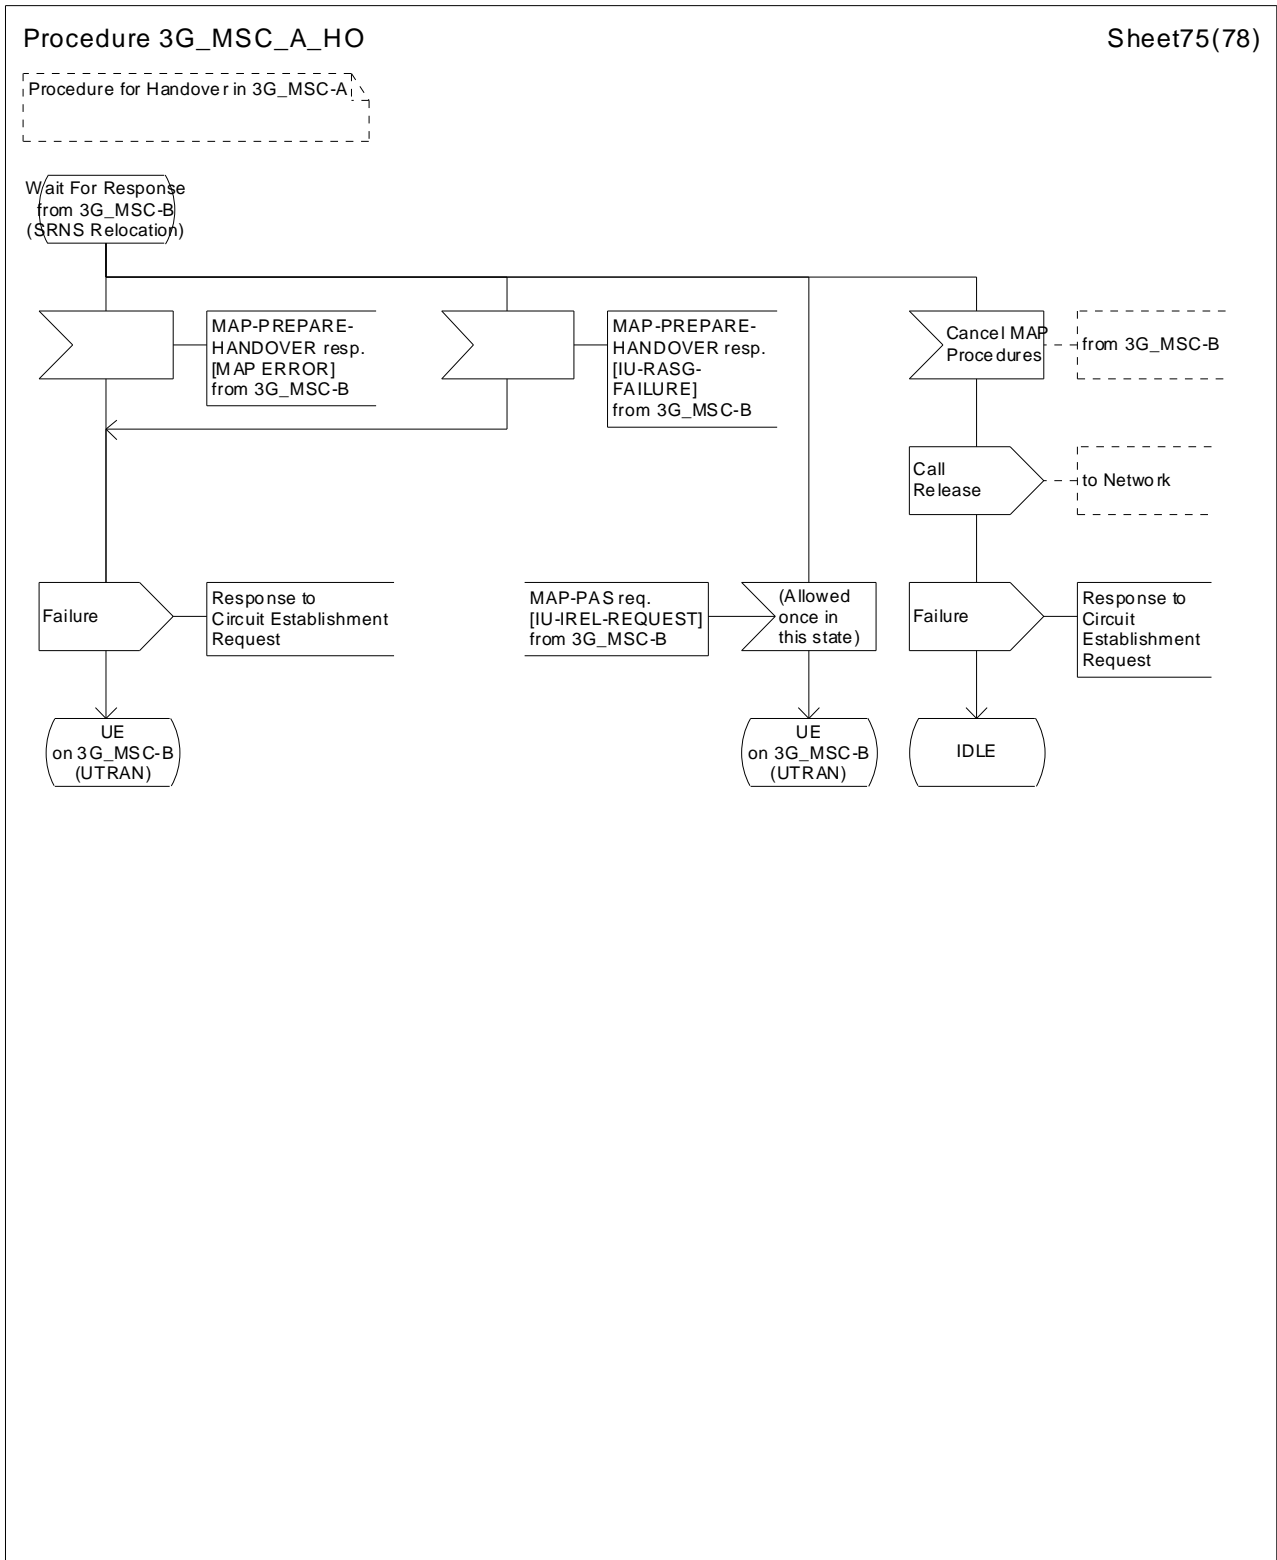 Procedure 3G_MSC_A_HO
Sheet75(78)
Procedure for Handover in 3G_MSC-A
Wait For Response
from 3G_MSC-B
(SRNS Relocation)
MAP-PREPARE-
HANDOVER resp.
[MAP ERROR]
from 3G_MSC-B
MAP-PREPARE-
HANDOVER resp.
[IU-RASG-
FAILURE]
from 3G_MSC-B
Cancel MAP
Procedures
from 3G_MSC-B
Call
Release
to Network
Failure
Response to
Circuit Establishment
Request
MAP-PAS req.
[IU-IREL-REQUEST]
from 3G_MSC-B
(Allowed
once in
this state)
Failure
Response to
Circuit
Establishment
Request
UE
on 3G_MSC-B
(UTRAN)
UE
on 3G_MSC-B
(UTRAN)
IDLE